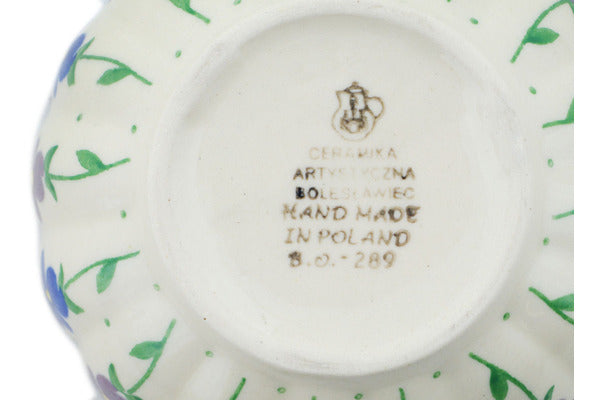 CERAMIKA
ARTYSTYCZNA
BOLESŁAWIEC
HAND MADE
IN POLAND
B.O.-289